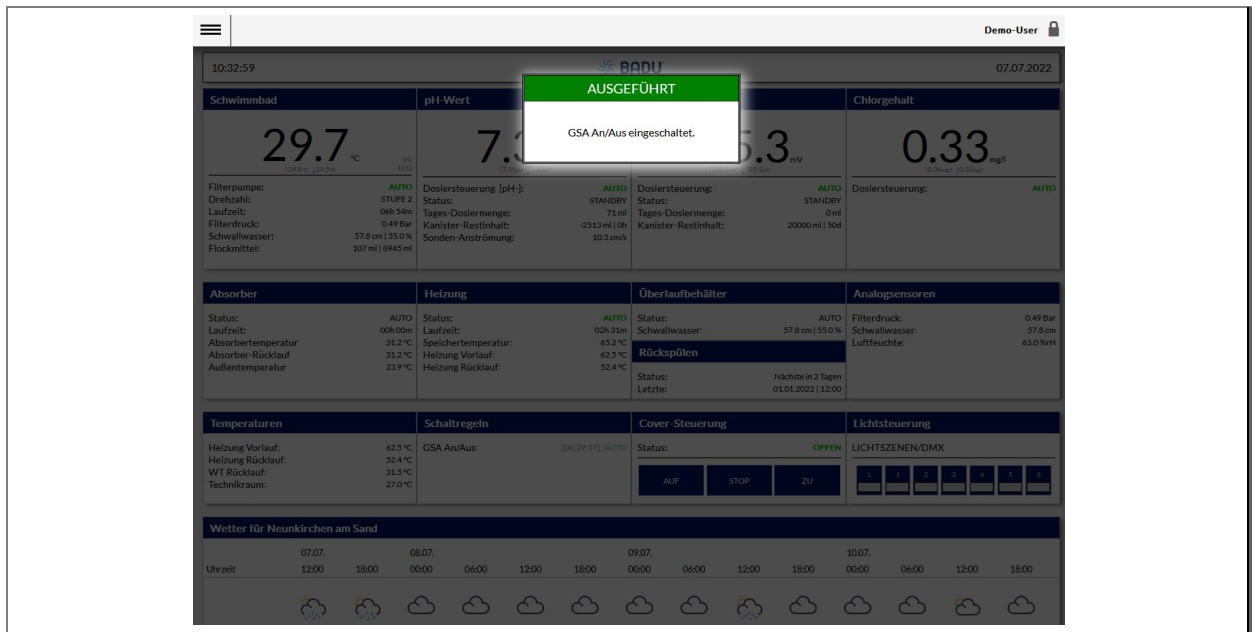 Demo-User
10:32:59
BADU
07.07.2022
AUSGEFÜHRT
GSA An/Aus eingeschaltet.
Schwimmbad
29.7 °C
PV
ECO
↑29.8°C ↓29.5°C
Filterpumpe: AUTO
Drehzahl: STUFE 2
Laufzeit: 06h 54m
Filterdruck: 0.49 Bar
Schwallwasser: 57.8 cm | 55.0 %
Flockmittel: 107 ml | 8945 ml
pH-Wert
Dosiersteuerung [pH-]: AUTO
Status: STANDBY
Tages-Dosiermenge: 71 ml
Kanister-Restinhalt: -2513 ml | 0h
Sonden-Anströmung: 10.3 cm/s
mV
Dosiersteuerung: AUTO
Status: STANDBY
Tages-Dosiermenge: 0 ml
Kanister-Restinhalt: 20000 ml | 50d
Chlorgehalt
0.33 mg/l
Dosiersteuerung: AUTO
Absorber
Status: AUTO
Laufzeit: 00h 00m
Absorbertemperatur 31.2 °C
Absorber-Rücklauf 31.2 °C
Außentemperatur 23.9 °C
Heizung
Status: AUTO
Laufzeit: 02h 31m
Speichertemperatur: 65.2 °C
Heizung Vorlauf: 62.5 °C
Heizung Rücklauf: 52.4 °C
Überlaufbehälter
Status: AUTO
Schwallwasser: 57.8 cm | 55.0 %
Rückspülen
Status: Nächste in 2 Tagen
Letzte: 01.01.2022 | 12:00
Analogsensoren
Filterdruck: 0.49 Bar
Schwallwasser: 57.8 cm
Luftfeuchte: 63.0 %rH
Temperaturen
Heizung Vorlauf: 62.5 °C
Heizung Rücklauf: 52.4 °C
WT Rücklauf: 31.5 °C
Technikraum: 27.0 °C
Schaltregeln
GSA An/Aus: [00:29:57] AUTO
Cover-Steuerung
Status: OFFEN
AUF STOP ZU
Lichtsteuerung
LICHTSZENEN/DMX
L 1 2 3 4 5 6
Wetter für Neunkirchen am Sand
07.07. 08.07. 09.07. 10.07.
Uhrzeit 12:00 18:00 00:00 06:00 12:00 18:00 00:00 06:00 12:00 18:00 00:00 06:00 12:00 18:00